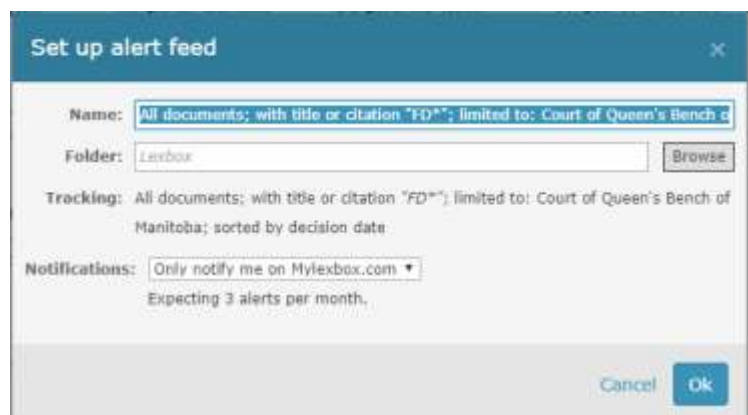 Set up alert feed ×
Name: All documents; with title or citation "FD*"; limited to: Court of Queen's Bench o
Folder: Lexbox Browse
Tracking: All documents; with title or citation "FD*"; limited to: Court of Queen's Bench of
Manitoba; sorted by decision date
Notifications: Only notify me on Mylexbox.com ▼
Expecting 3 alerts per month.
Cancel Ok